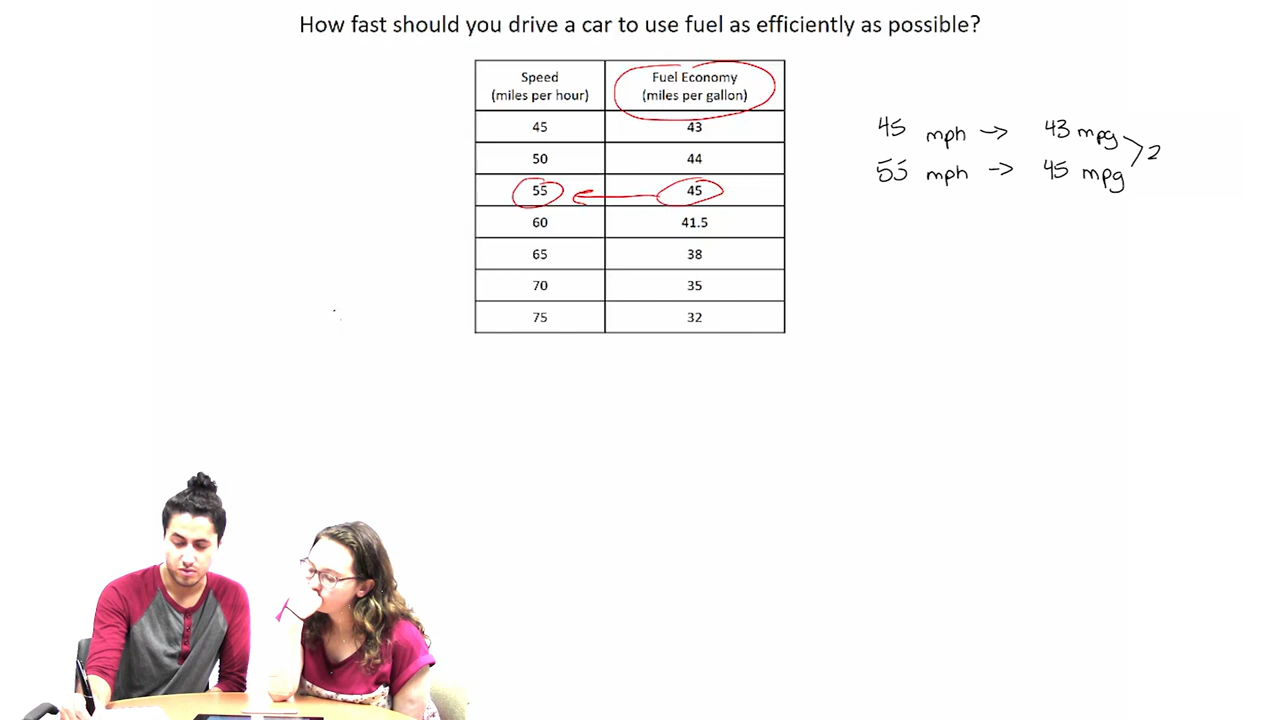 How fast should you drive a car to use fuel as efficiently as possible?
Speed
(miles per hour)
Fuel Economy
(miles per gallon)
45 43
50 44
55 45
60 41.5
65 38
70 35
75 32
45 mph → 43 mpg
55 mph → 45 mpg
2